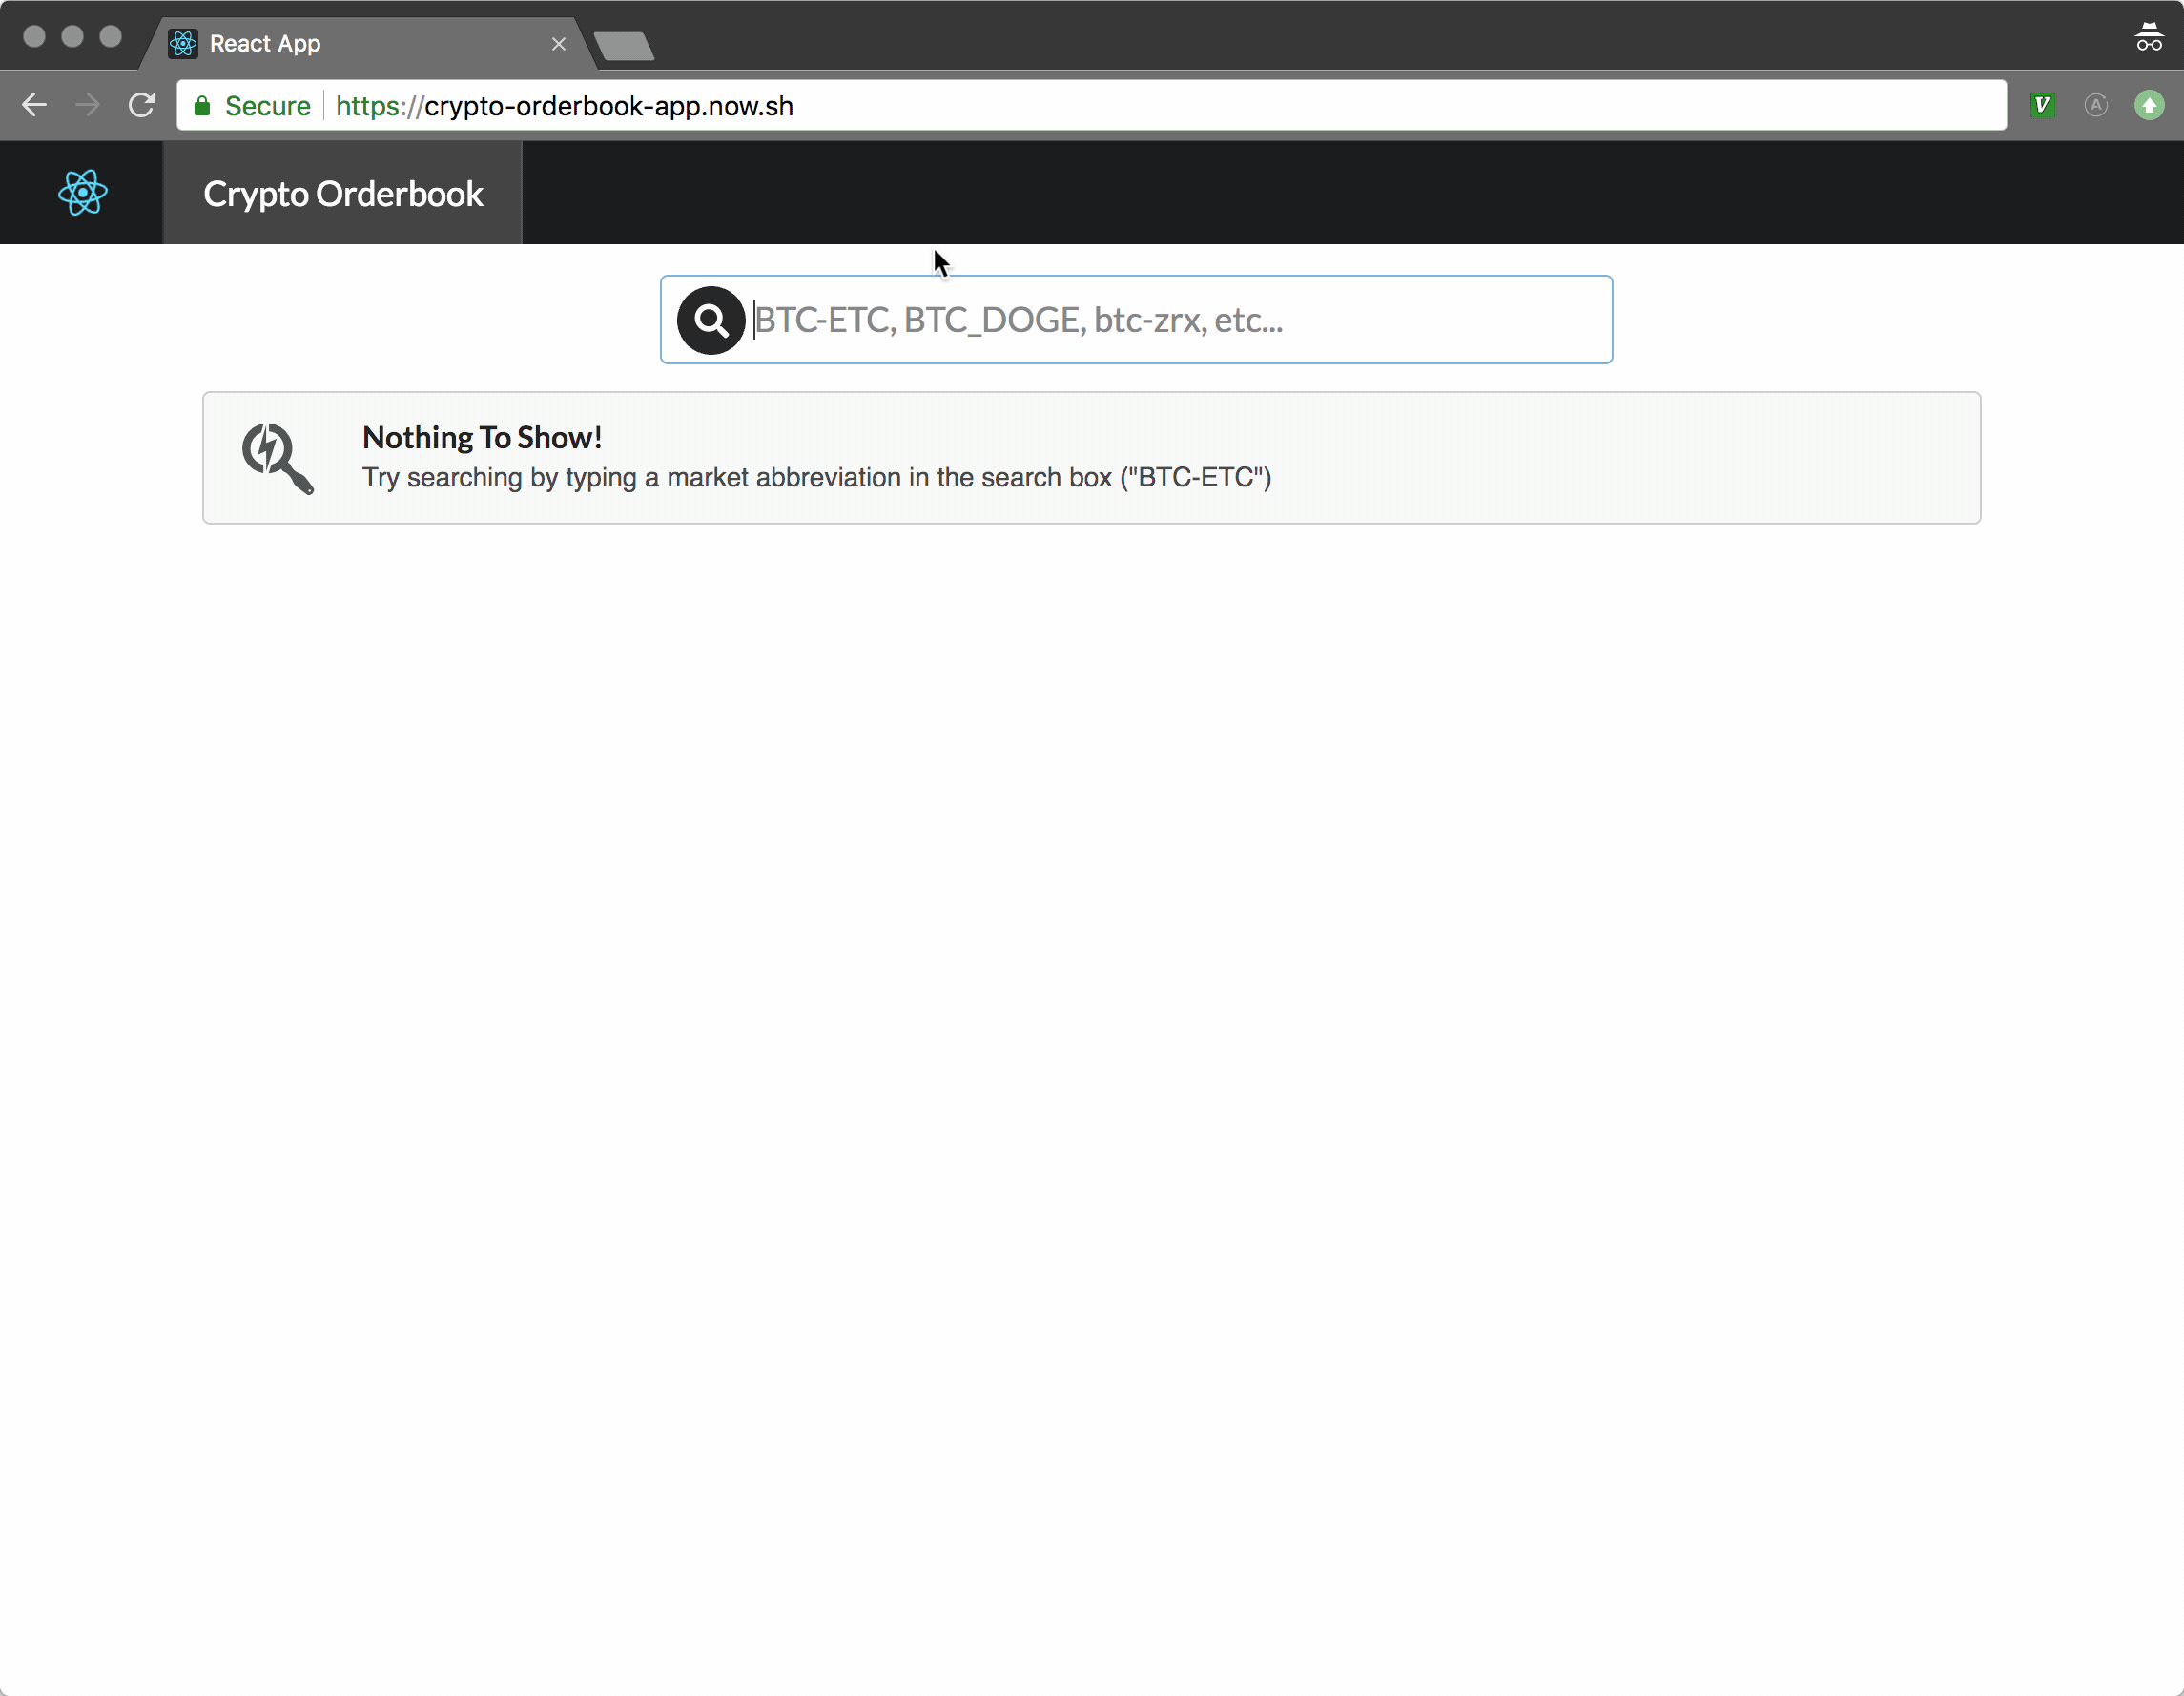 React App
Secure https://crypto-orderbook-app.now.sh
V A
Crypto Orderbook
BTC-ETC, BTC_DOGE, btc-zrx, etc...
Nothing To Show!
Try searching by typing a market abbreviation in the search box ("BTC-ETC")